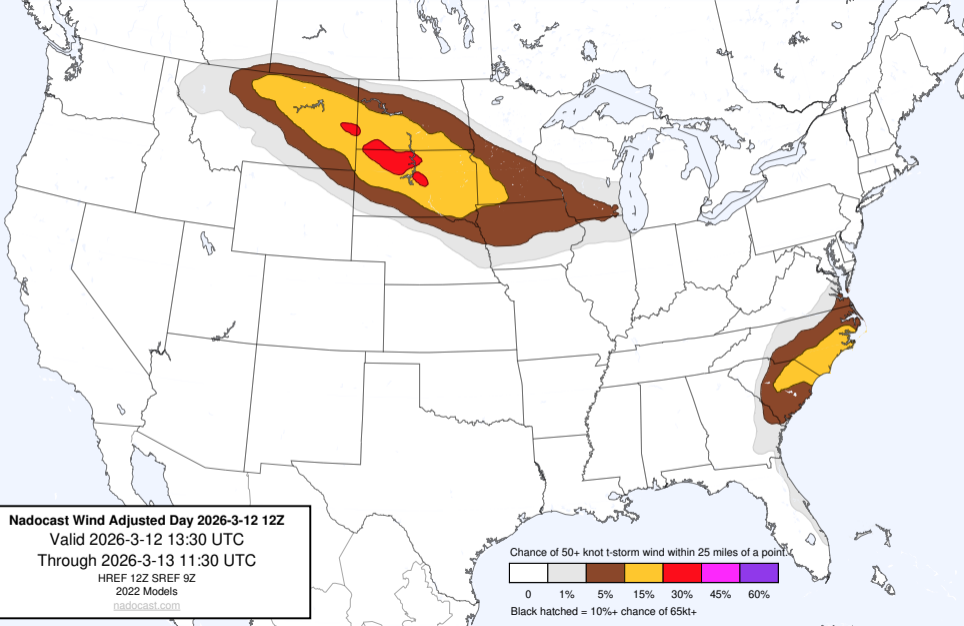 Nadocast Wind Adjusted Day 2026-3-12 12Z
Valid 2026-3-12 13:30 UTC
Through 2026-3-13 11:30 UTC
HREF 12Z SREF 9Z
2022 Models
nadocast.com
Chance of 50+ knot t-storm wind within 25 miles of a point.
0 1% 5% 15% 30% 45% 60%
Black hatched = 10%+ chance of 65kt+